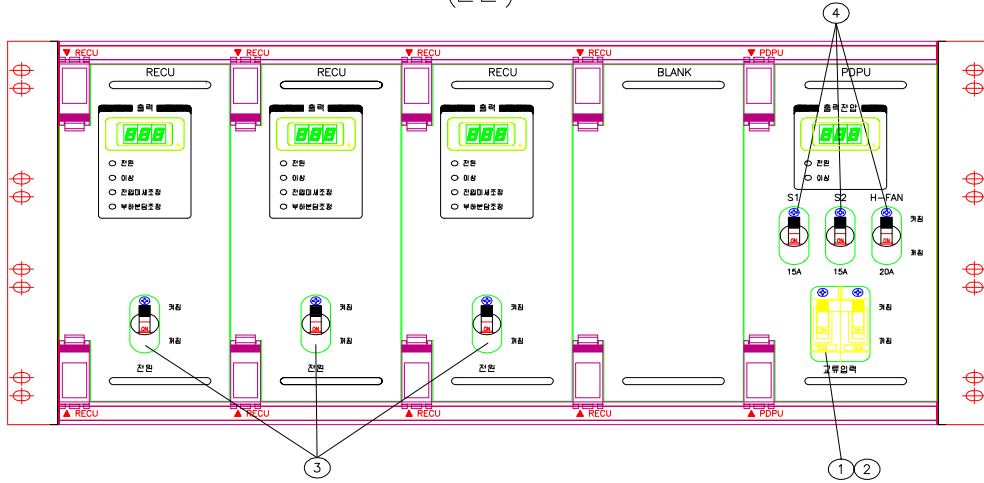 4
RECU RECU RECU RECU PDPU
RECU RECU RECU BLANK PDPU
출력 출력 출력 출력전압
888 888 888 888
A A A
전원 전원 전원 전원
이상 이상 이상 이상
전압미세조정 전압미세조정 전압미세조정
부하분담조정 부하분담조정 부하분담조정
S1 S2 H-FAN
켜짐
ON ON ON
꺼짐
15A 15A 20A
켜짐 켜짐 켜짐 켜짐
ON ON ON
꺼짐 꺼짐 꺼짐 꺼짐
전원 전원 전원 교류입력
RECU RECU RECU RECU PDPU
3 1 2